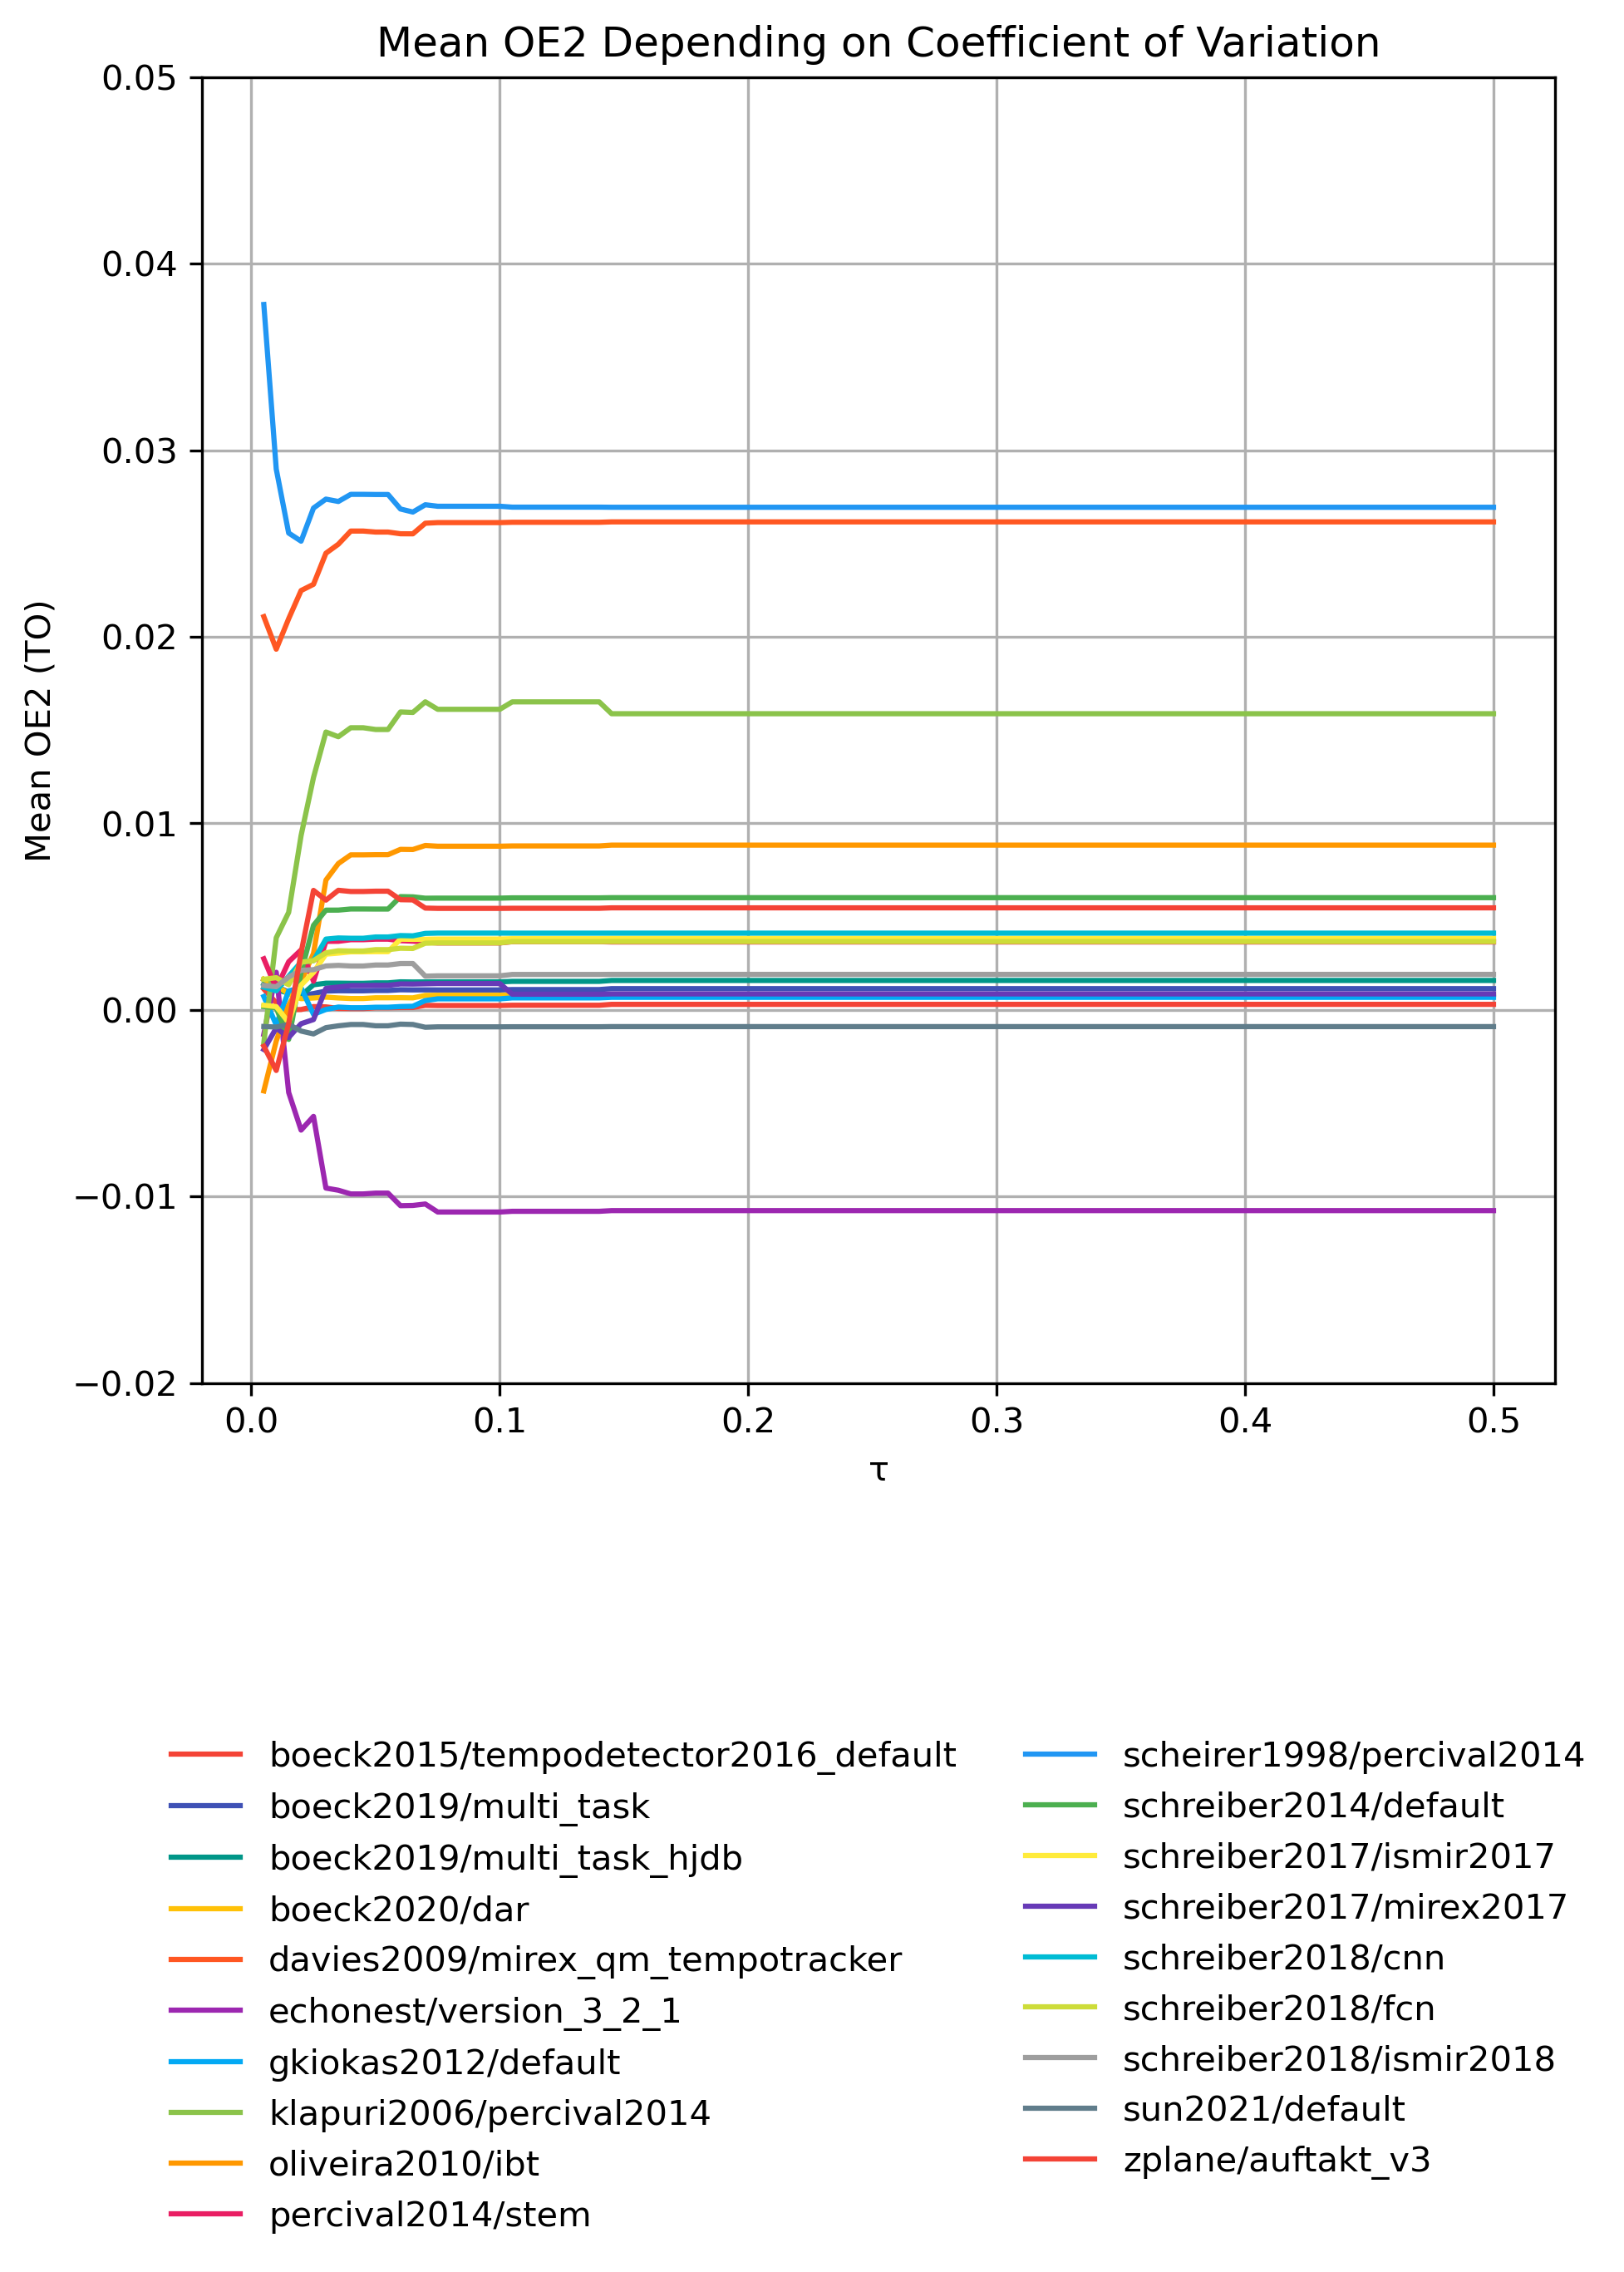 Mean OE2 Depending on Coefficient of Variation
0.05
0.04
0.03
0.02
0.01
0.00
−0.01
−0.02
Mean OE2 (TO)
0.0 0.1 0.2 0.3 0.4 0.5
τ
boeck2015/tempodetector2016_default
boeck2019/multi_task
boeck2019/multi_task_hjdb
boeck2020/dar
davies2009/mirex_qm_tempotracker
echonest/version_3_2_1
gkiokas2012/default
klapuri2006/percival2014
oliveira2010/ibt
percival2014/stem
scheirer1998/percival2014
schreiber2014/default
schreiber2017/ismir2017
schreiber2017/mirex2017
schreiber2018/cnn
schreiber2018/fcn
schreiber2018/ismir2018
sun2021/default
zplane/auftakt_v3